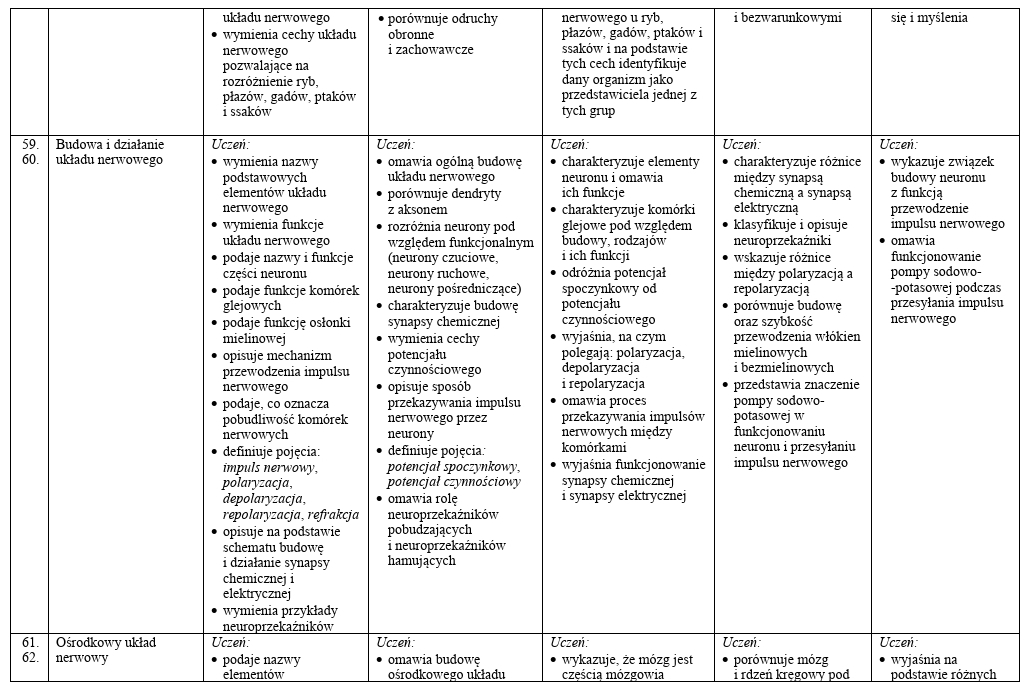 układu nerwowego
• wymienia cechy układu
nerwowego
pozwalające na
rozróżnienie ryb,
płazów, gadów, ptaków
i ssaków
• porównuje odruchy
obronne
i zachowawcze
nerwowego u ryb,
płazów, gadów, ptaków i
ssaków i na podstawie
tych cech identyfikuje
dany organizm jako
przedstawiciela jednej z
tych grup
i bezwarunkowymi
się i myślenia
59.
60.
Budowa i działanie
układu nerwowego
Uczeń:
• wymienia nazwy
podstawowych
elementów układu
nerwowego
• wymienia funkcje
układu nerwowego
• podaje nazwy i funkcje
części neuronu
• podaje funkcje komórek
glejowych
• podaje funkcję osłonki
mielinowej
• opisuje mechanizm
przewodzenia impulsu
nerwowego
• podaje, co oznacza
pobudliwość komórek
nerwowych
• definiuje pojęcia:
impuls nerwowy,
polaryzacja,
depolaryzacja,
repolaryzacja, refrakcja
• opisuje na podstawie
schematu budowę
i działanie synapsy
chemicznej i
elektrycznej
• wymienia przykłady
neuroprzekaźników
Uczeń:
• omawia ogólną budowę
układu nerwowego
• porównuje dendryty
z aksonem
• rozróżnia neurony pod
względem funkcjonalnym
(neurony czuciowe,
neurony ruchowe,
neurony pośredniczące)
• charakteryzuje budowę
synapsy chemicznej
• wymienia cechy
potencjału
czynnościowego
• opisuje sposób
przekazywania impulsu
nerwowego przez
neurony
• definiuje pojęcia:
potencjał spoczynkowy,
potencjał czynnościowy
• omawia rolę
neuroprzekaźników
pobudzających
i neuroprzekaźników
hamujących
Uczeń:
• charakteryzuje elementy
neuronu i omawia
ich funkcje
• charakteryzuje komórki
glejowe pod względem
budowy, rodzajów
i ich funkcji
• odróżnia potencjał
spoczynkowy od
potencjału
czynnościowego
• wyjaśnia, na czym
polegają: polaryzacja,
depolaryzacja
i repolaryzacja
• omawia proces
przekazywania impulsów
nerwowych między
komórkami
• wyjaśnia funkcjonowanie
synapsy chemicznej
i synapsy elektrycznej
Uczeń:
• charakteryzuje różnice
między synapsą
chemiczną a synapsą
elektryczną
• klasyfikuje i opisuje
neuroprzekaźniki
• wskazuje różnice
między polaryzacją a
repolaryzacją
• porównuje budowę
oraz szybkość
przewodzenia włókien
mielinowych
i bezmielinowych
• przedstawia znaczenie
pompy sodowo-
potasowej w
funkcjonowaniu
neuronu i przesyłaniu
impulsu nerwowego
Uczeń:
• wykazuje związek
budowy neuronu
z funkcją
przewodzenie
impulsu nerwowego
• omawia
funkcjonowanie
pompy sodowo-
-potasowej podczas
przesyłania impulsu
nerwowego
61.
62.
Ośrodkowy układ
nerwowy
Uczeń:
• podaje nazwy
elementów
Uczeń:
• omawia budowę
ośrodkowego układu
Uczeń:
• wykazuje, że mózg jest
częścią mózgowia
Uczeń:
• porównuje mózg
i rdzeń kręgowy pod
Uczeń:
• wyjaśnia na
podstawie różnych